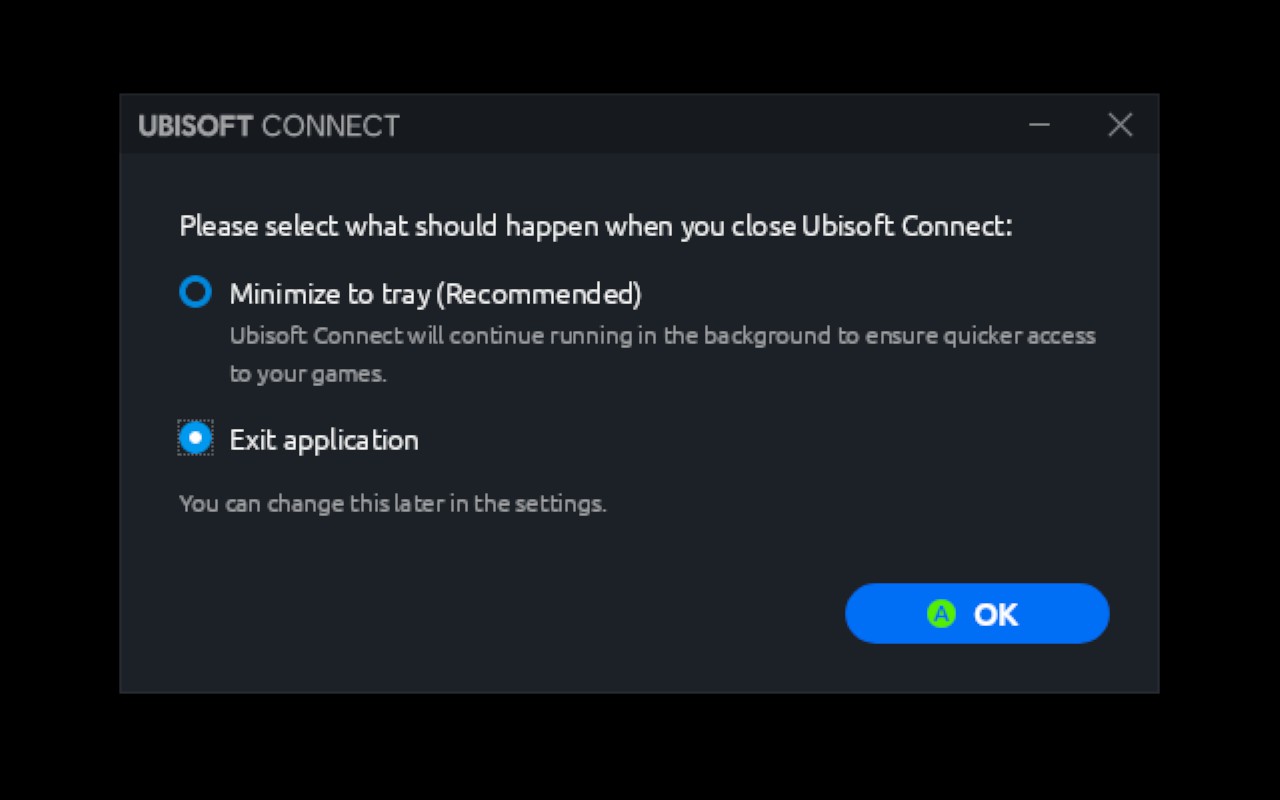 UBISOFT CONNECT
Please select what should happen when you close Ubisoft Connect:
Minimize to tray (Recommended)
Ubisoft Connect will continue running in the background to ensure quicker access
to your games.
Exit application
You can change this later in the settings.
A OK